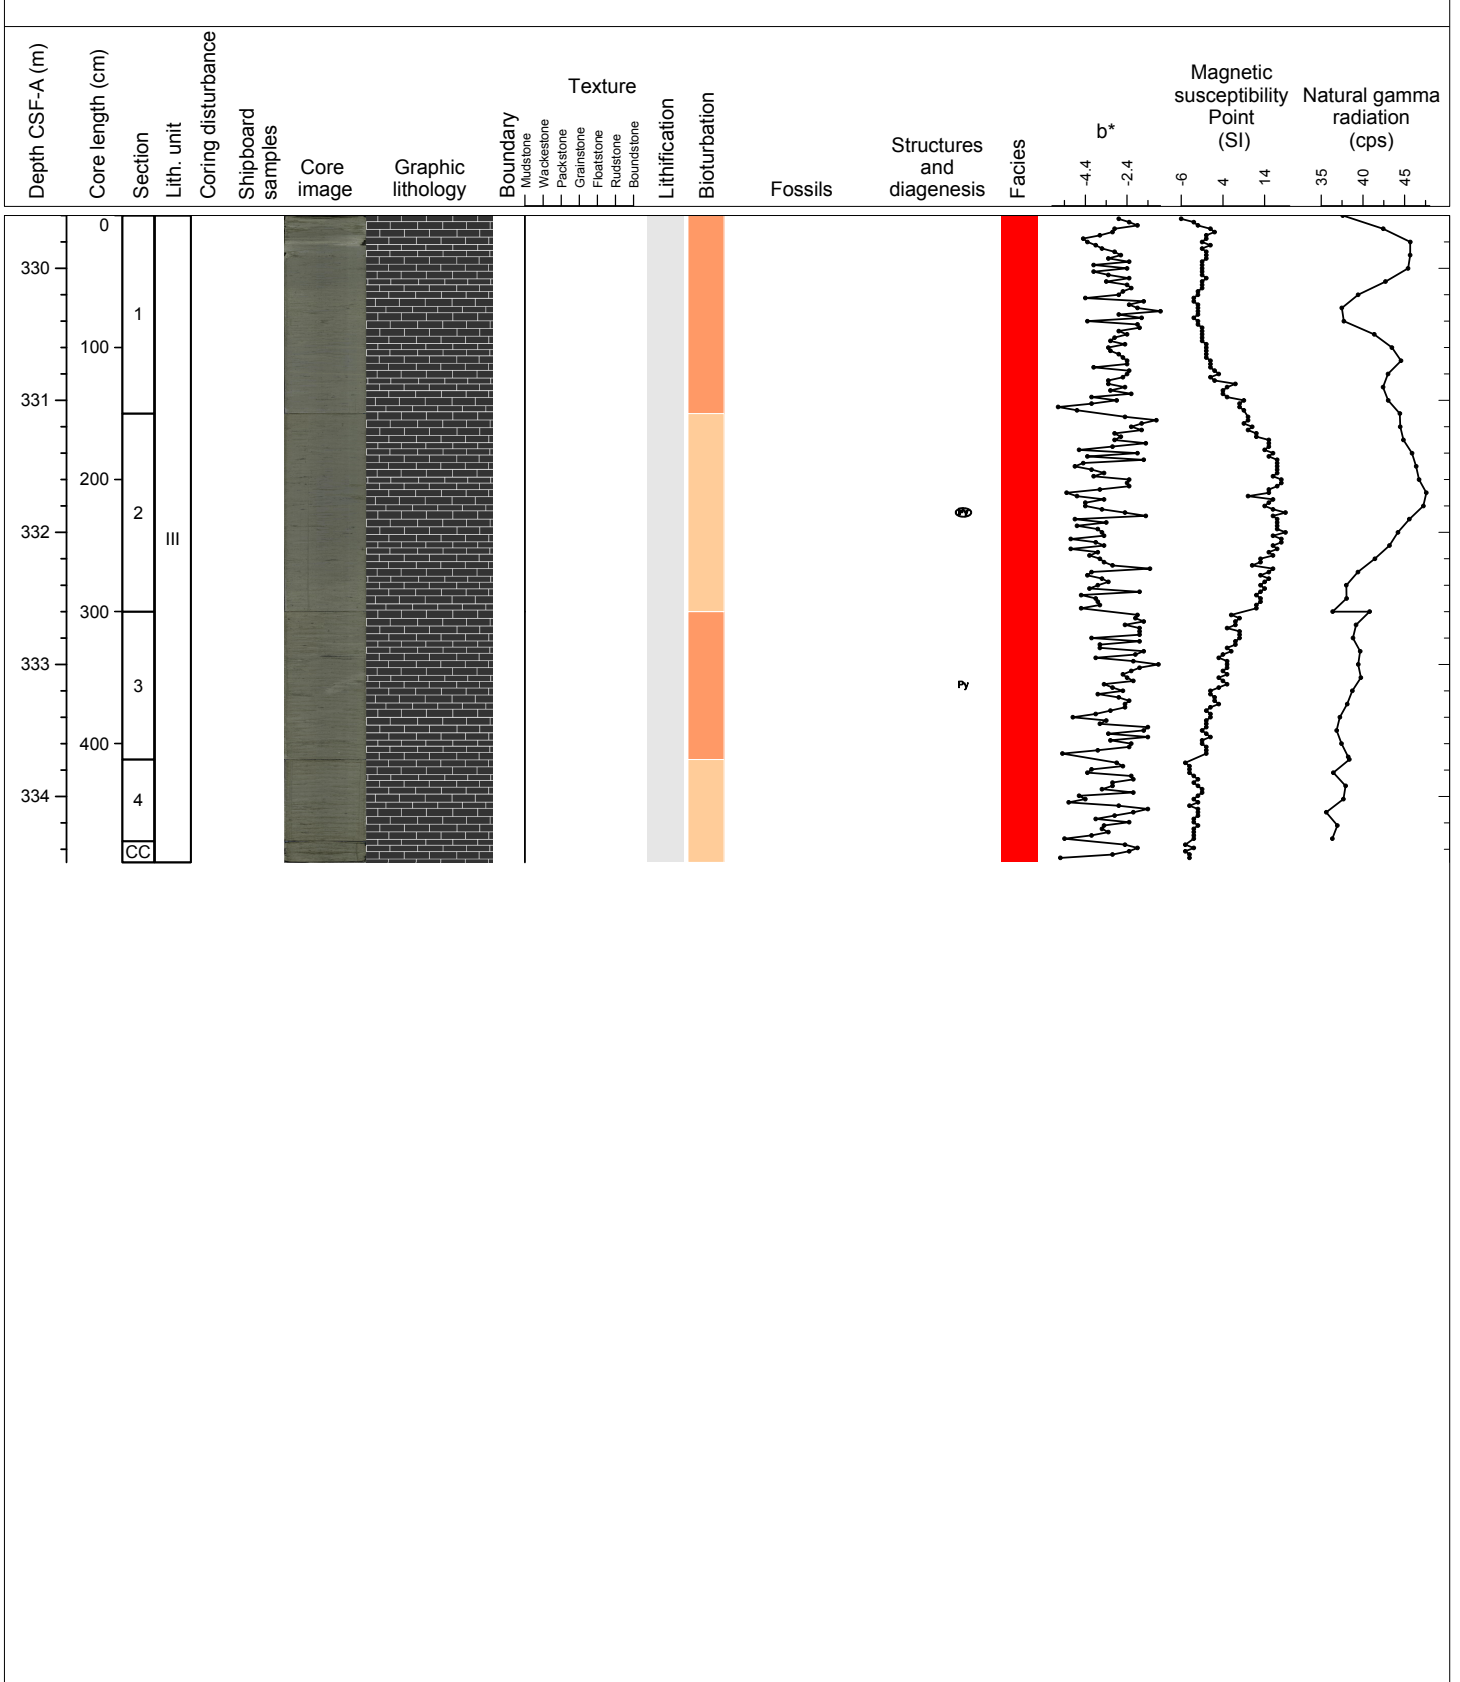 Depth CSF-A (m)
Core length (cm)
Section
Lith. unit
Coring disturbance
Shipboard
samples
Core
image
Graphic
lithology
Boundary
Texture
Mudstone
Wackestone
Packstone
Grainstone
Floatstone
Rudstone
Boundstone
Lithification
Bioturbation
Fossils
Structures
and
diagenesis
Facies
b*
-4.4
-2.4
Magnetic
susceptibility
Point
(SI)
-6
4
14
Natural gamma
radiation
(cps)
35
40
45
330
331
332
333
334
0
100
200
300
400
1
2
3
4
CC
III
Py
Py